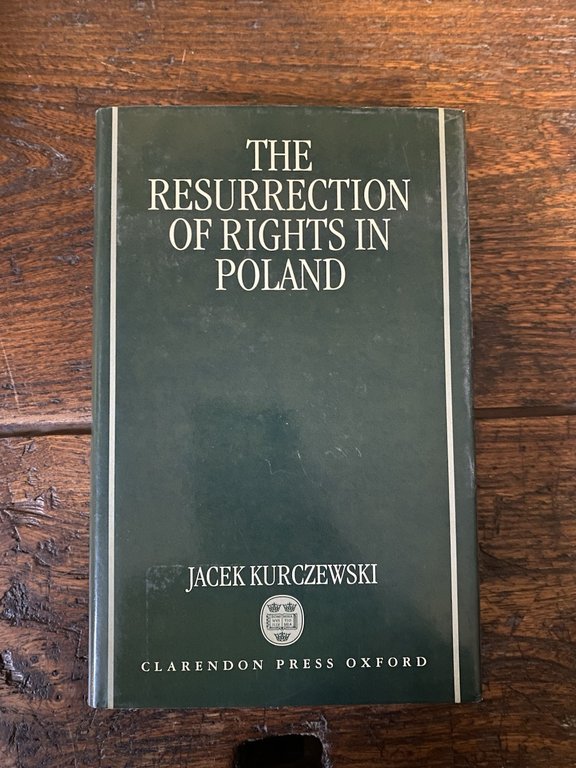 THE
RESURRECTION
OF RIGHTS IN
POLAND
JACEK KURCZEWSKI
CLARENDON PRESS OXFORD